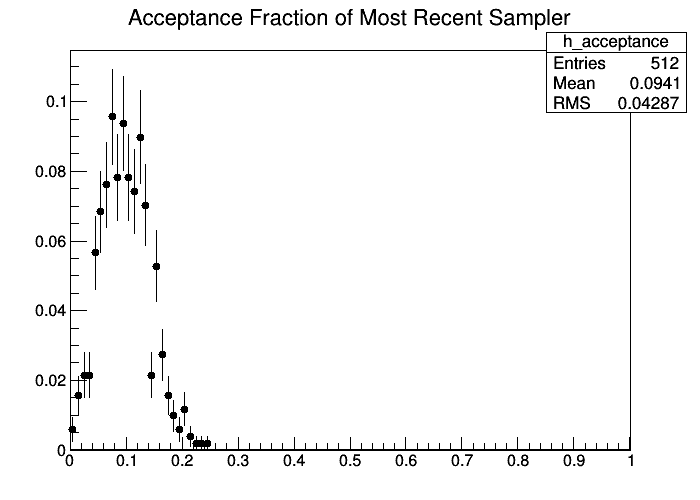 Acceptance Fraction of Most Recent Sampler
h_acceptance
Entries 512
Mean 0.0941
RMS 0.04287
0.1
0.08
0.06
0.04
0.02
0
0 0.1 0.2 0.3 0.4 0.5 0.6 0.7 0.8 0.9 1